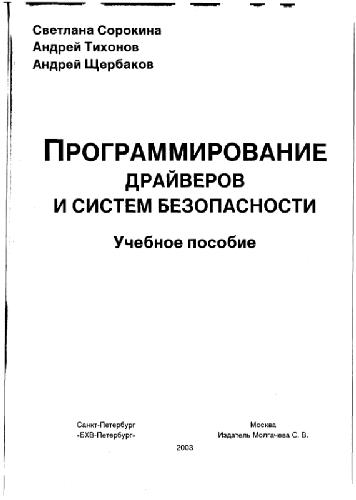 Светлана Сорокина
Андрей Тихонов
Андрей Щербаков
ПРОГРАММИРОВАНИЕ
ДРАЙВЕРОВ
И СИСТЕМ БЕЗОПАСНОСТИ
Учебное пособие
Санкт-Петербург
«БХВ-Петербург»
Москва
Издатель Молгачева С. В.
2003